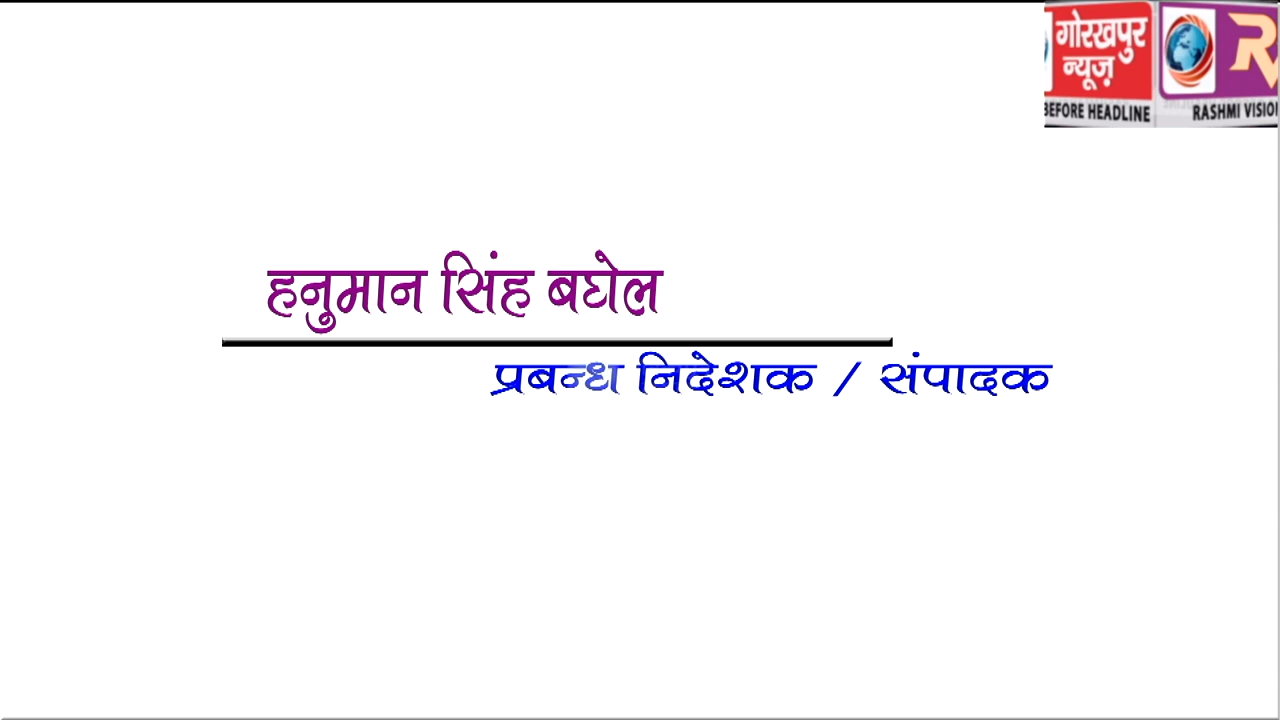 गोरखपुर
न्यूज़
BEFORE HEADLINE
RASHMI VISION
हनुमान सिंह बघेल
प्रबन्ध निदेशक / संपादक